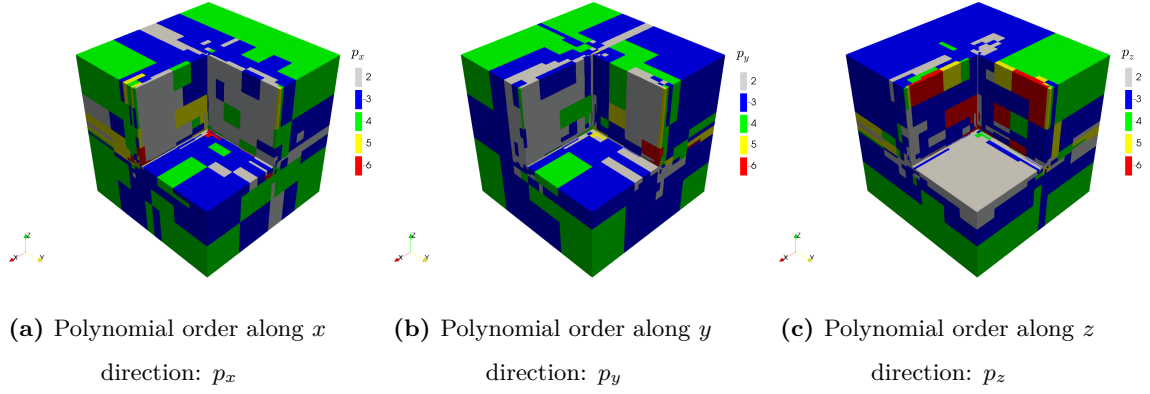 p_x
2
3
4
5
6
Z
X
Y
p_y
2
3
4
5
6
Z
X
Y
p_z
2
3
4
5
6
Z
X
Y
(a) Polynomial order along x
direction: p_x
(b) Polynomial order along y
direction: p_y
(c) Polynomial order along z
direction: p_z